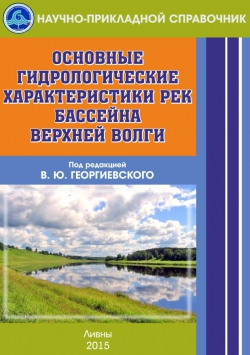 НАУЧНО-ПРИКЛАДНОЙ СПРАВОЧНИК
ОСНОВНЫЕ
ГИДРОЛОГИЧЕСКИЕ
ХАРАКТЕРИСТИКИ РЕК
БАССЕЙНА
ВЕРХНЕЙ ВОЛГИ
Под редакцией
В. Ю. ГЕОРГИЕВСКОГО
Ливны
2015